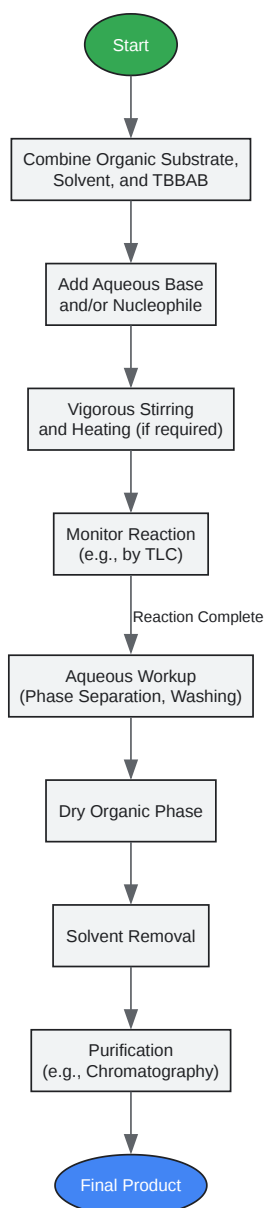 Start
Combine Organic Substrate,
Solvent, and TBBAB
Add Aqueous Base
and/or Nucleophile
Vigorous Stirring
and Heating (if required)
Monitor Reaction
(e.g., by TLC)
Reaction Complete
Aqueous Workup
(Phase Separation, Washing)
Dry Organic Phase
Solvent Removal
Purification
(e.g., Chromatography)
Final Product